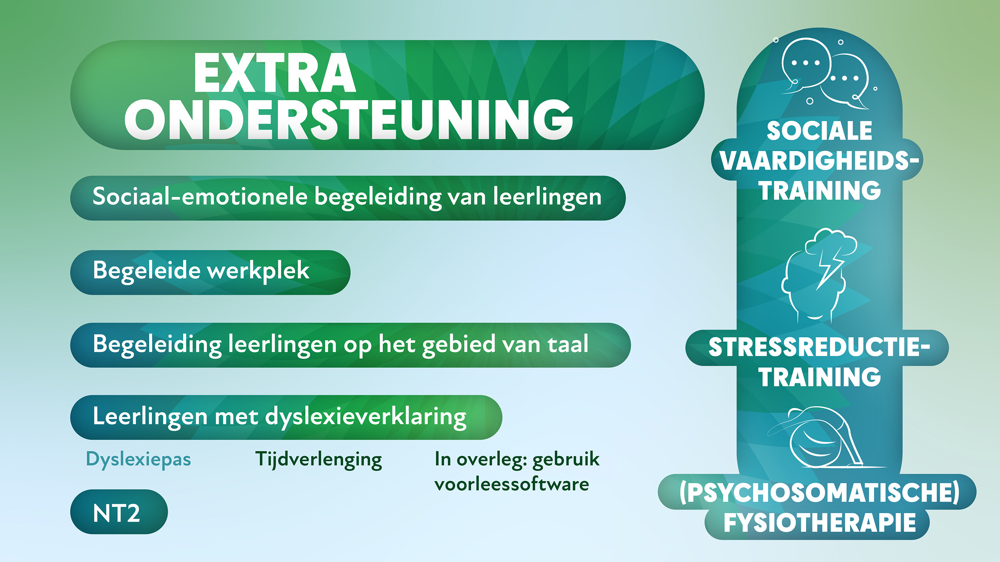 EXTRA
ONDERSTEUNING
Sociaal-emotionele begeleiding van leerlingen
Begeleide werkplek
Begeleiding leerlingen op het gebied van taal
Leerlingen met dyslexieverklaring
Dyslexiepas
Tijdverlenging
In overleg: gebruik
voorleessoftware
NT2
SOCIALE
VAARDIGHEIDS-
TRAINING
STRESSREDUCTIE-
TRAINING
(PSYCHOSOMATISCHE)
FYSIOTHERAPIE